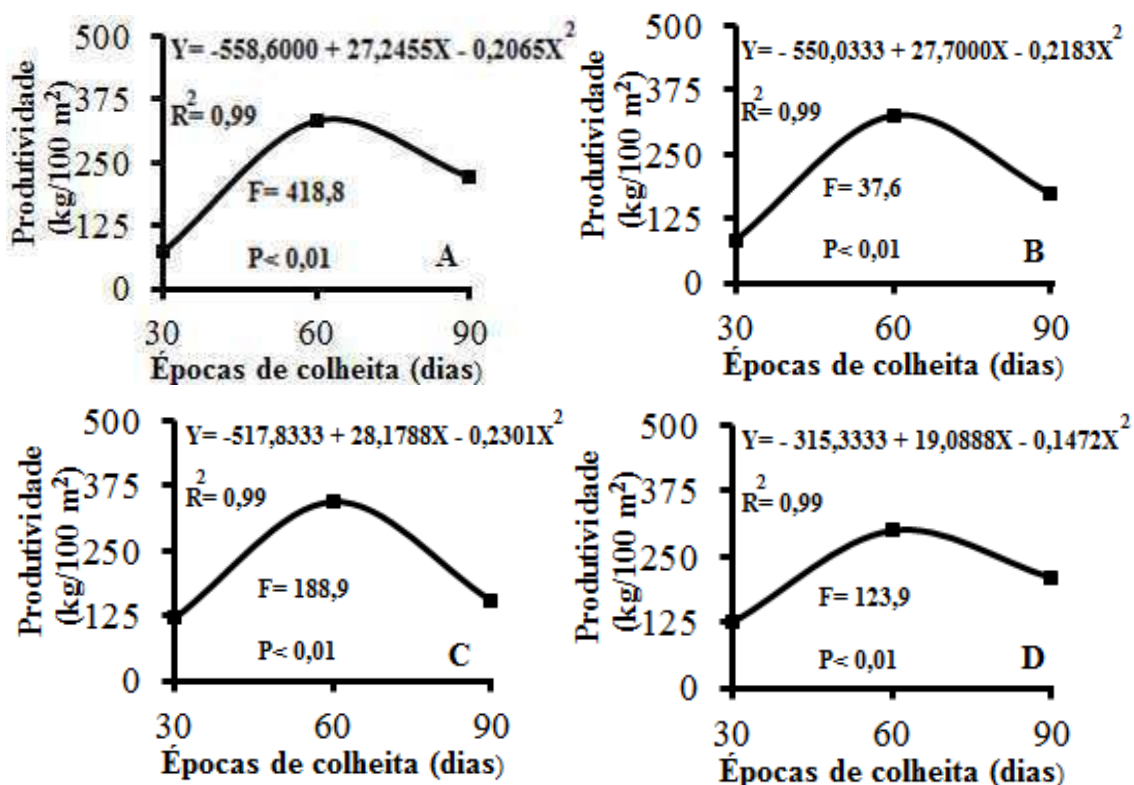 500
Y= -558,6000 + 27,2455X - 0,2065X²
375
R²= 0,99
250
F= 418,8
125
P< 0,01
A
0
30 60 90
Produtividade
(kg/100 m²)
Épocas de colheita (dias)
500
Y= - 550,0333 + 27,7000X - 0,2183X²
375
R²= 0,99
250
F= 37,6
125
P< 0,01
B
0
30 60 90
Produtividade
(kg/100 m²)
Épocas de colheita (dias)
500
Y= -517,8333 + 28,1788X - 0,2301X²
375
R²= 0,99
250
F= 188,9
125
P< 0,01
C
0
30 60 90
Produtividade
(kg/100 m²)
Épocas de colheita (dias)
500
Y= - 315,3333 + 19,0888X - 0,1472X²
375
R²= 0,99
250
F= 123,9
125
P< 0,01
D
0
30 60 90
Produtividade
(kg/100 m²)
Épocas de colheita (dias)